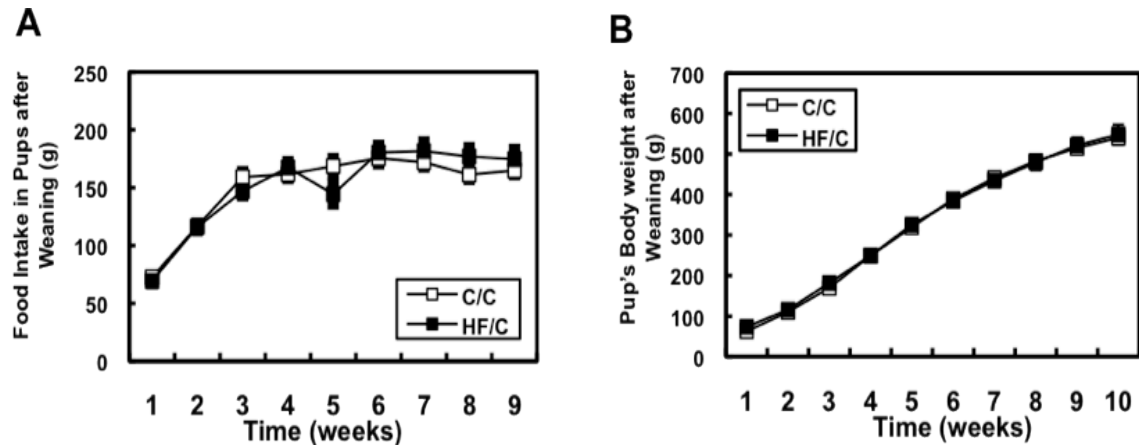 A
Food Intake in Pups after
Weaning (g)
250
200
150
100
50
0
C/C
HF/C
1 2 3 4 5 6 7 8 9
Time (weeks)
B
Pup's Body weight after
Weaning (g)
700
600
500
400
300
200
100
0
C/C
HF/C
1 2 3 4 5 6 7 8 9 10
Time (weeks)